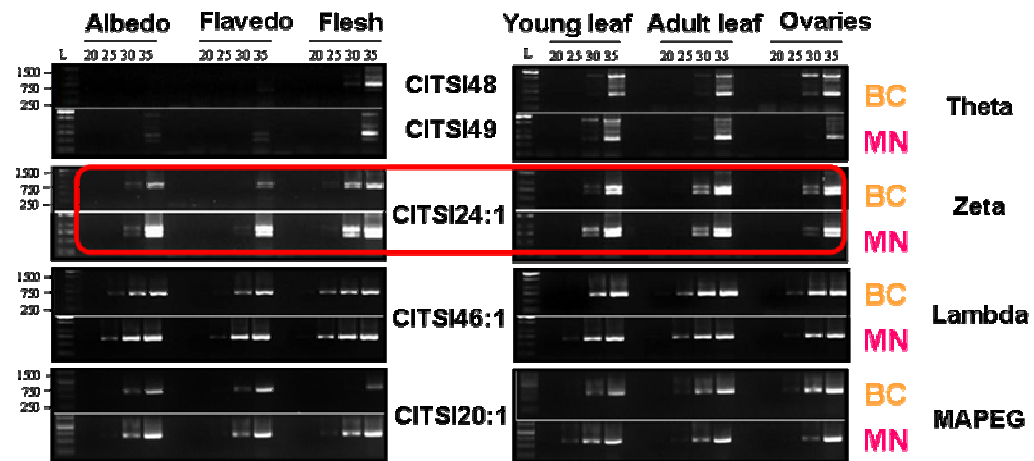 Albedo Flavedo Flesh Young leaf Adult leaf Ovaries
L 20 25 30 35 20 25 30 35 20 25 30 35 L 20 25 30 35 20 25 30 35 20 25 30 35
1500
750
250
CITSI48
CITSI49
BC
MN
Theta
1500
750
250
CITSI24:1
BC
MN
Zeta
1500
750
250
CITSI46:1
BC
MN
Lambda
1500
750
250
CITSI20:1
BC
MN
MAPEG